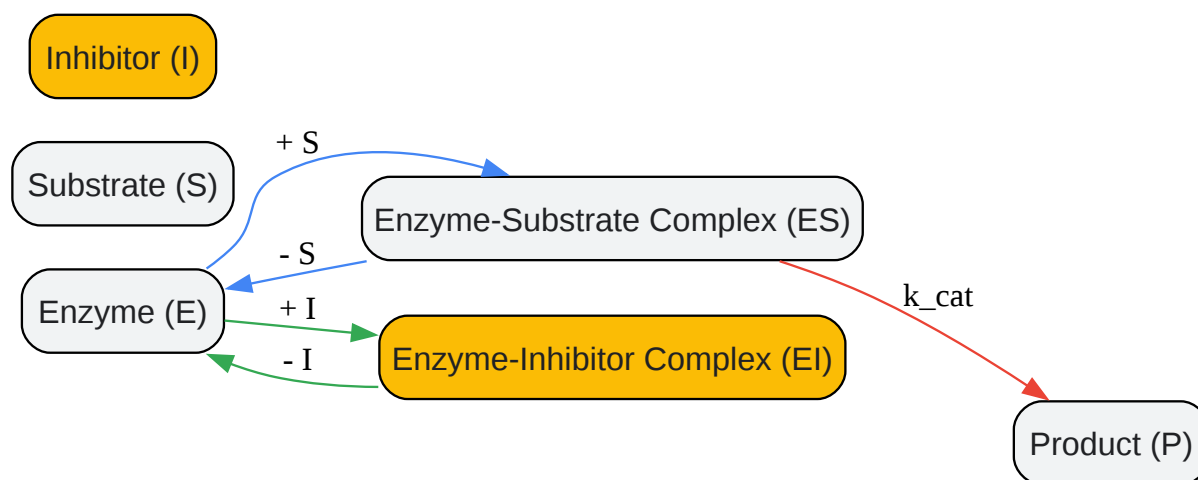 Inhibitor (I)
+ S
Substrate (S)
Enzyme-Substrate Complex (ES)
- S
k_cat
Enzyme (E)
+ I
- I
Enzyme-Inhibitor Complex (EI)
Product (P)